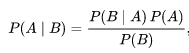 P(A | B) = P(B | A) P(A) / P(B),